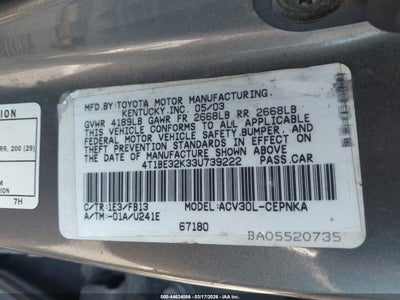 MFD.BY:TOYOTA MOTOR MANUFACTURING,
KENTUCKY INC. 05/03
GVWR 4189LB GAWR FR 2668LB RR 2668LB
THIS VEHICLE CONFORMS TO ALL APPLICABLE
FEDERAL MOTOR VEHICLE SAFETY,BUMPER, AND
THEFT PREVENTION STANDARDS IN EFFECT ON
THE DATE OF MANUFACTURE SHOWN ABOVE.
4T1BE32K33U739222 PASS.CAR
C/TR:1E3/FB13 MODEL:ACV30L-CEPNKA
A/TM:-01A/U241E
67180
BA05520735
RR. 200 (29)
7H
000-44624086 | 03/17/2026 | IAA Inc.